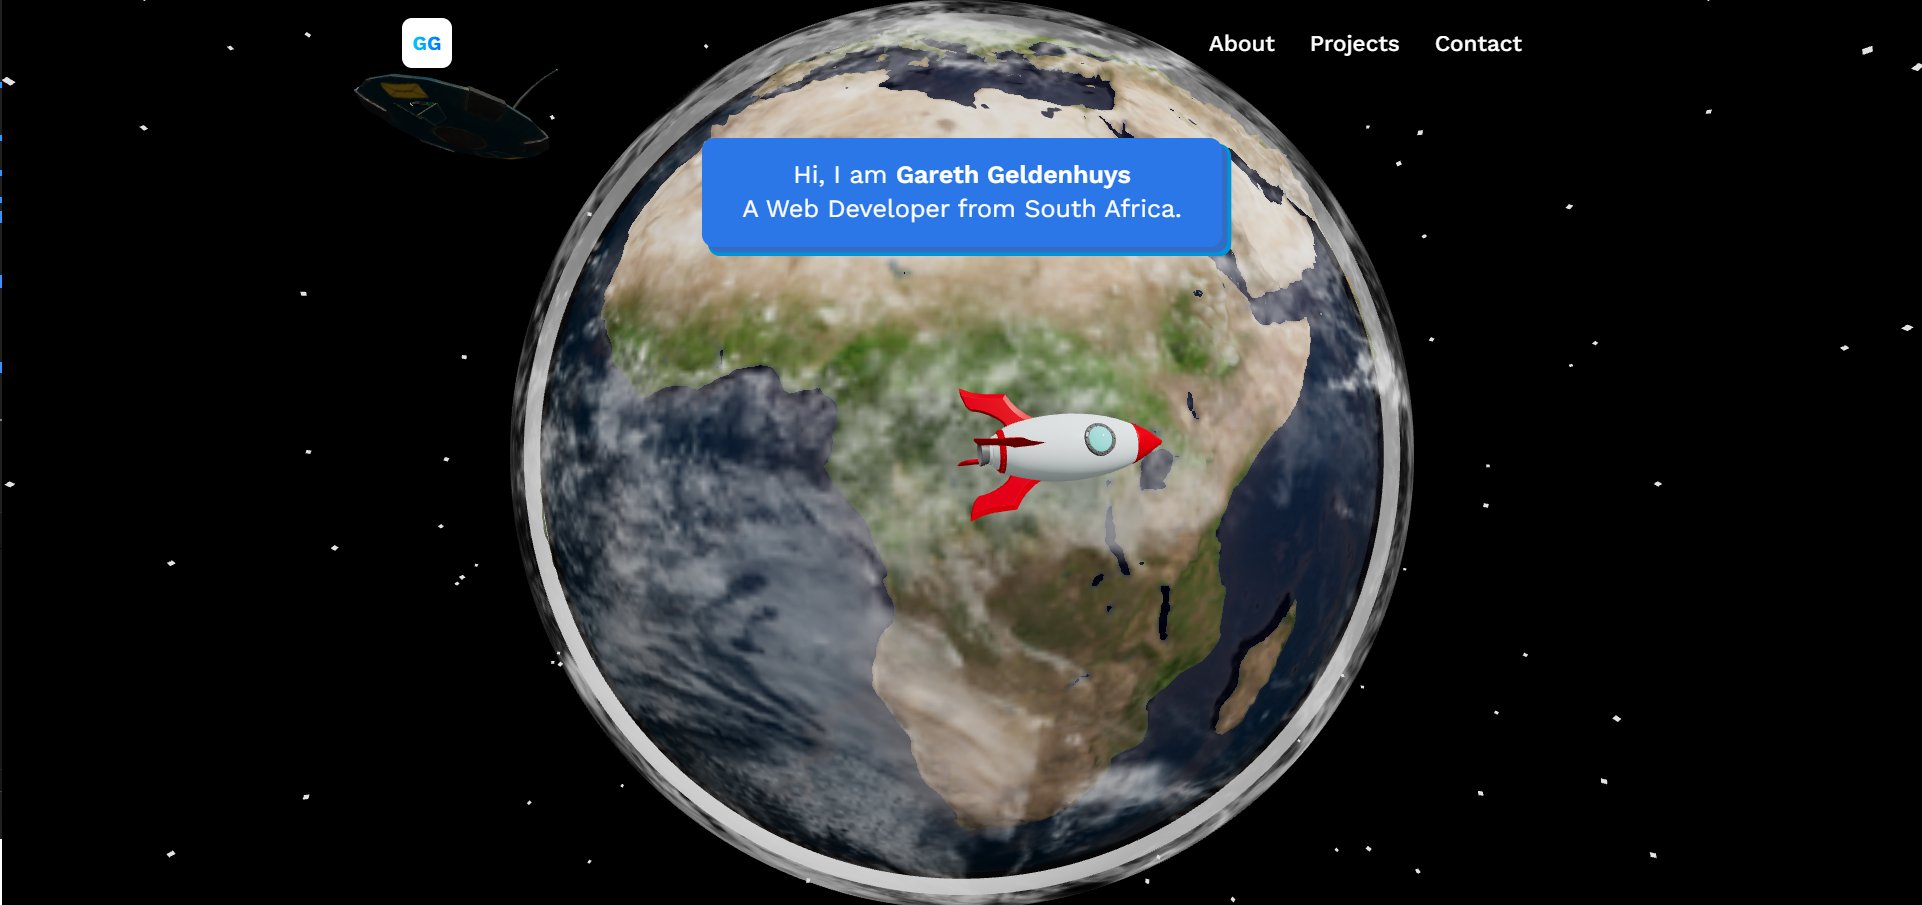 GG
About Projects Contact
Hi, I am Gareth Geldenhuys
A Web Developer from South Africa.